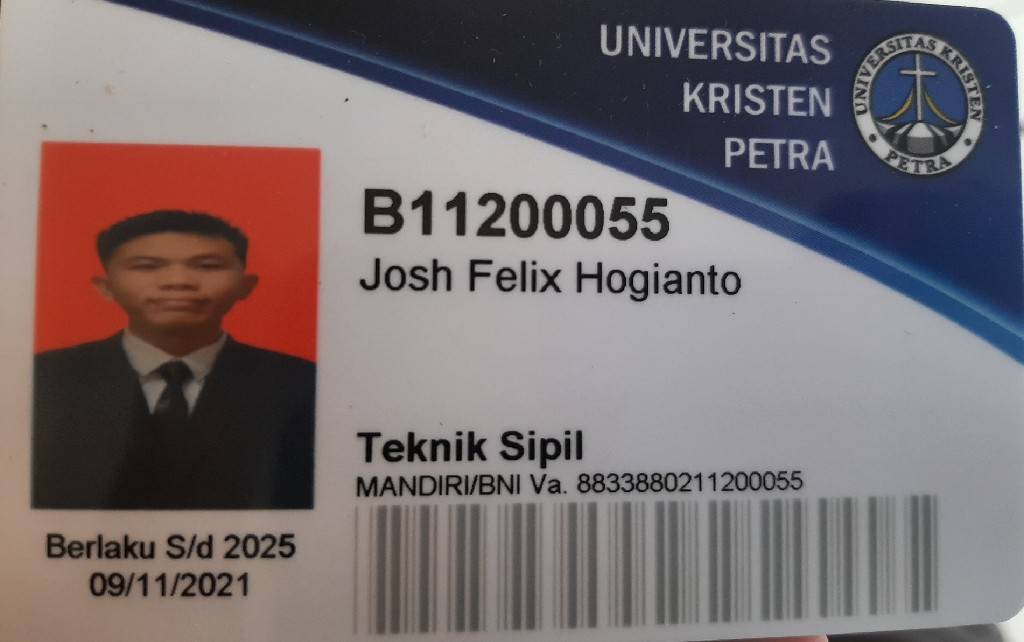 UNIVERSITAS
KRISTEN
PETRA
UNIVERSITAS KRISTEN
PETRA
B11200055
Josh Felix Hogianto
Teknik Sipil
MANDIRI/BNI Va. 8833880211200055
Berlaku S/d 2025
09/11/2021